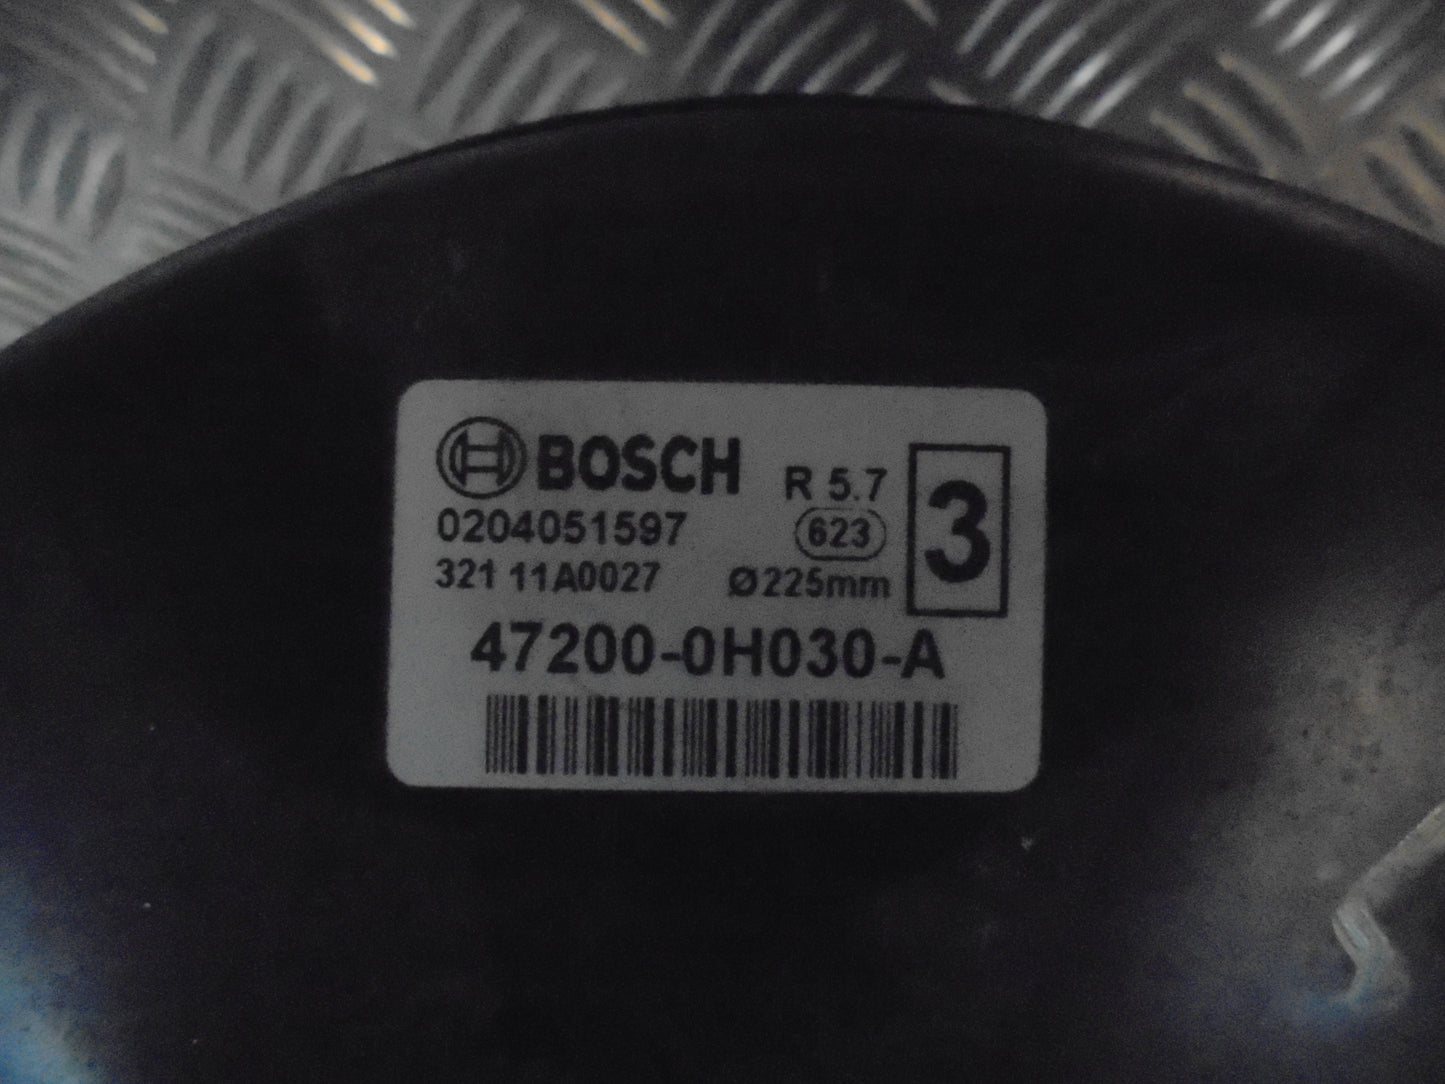 BOSCH R 5.7 3
0204051597 623
321 11A0027 Ø225mm
47200-0H030-A